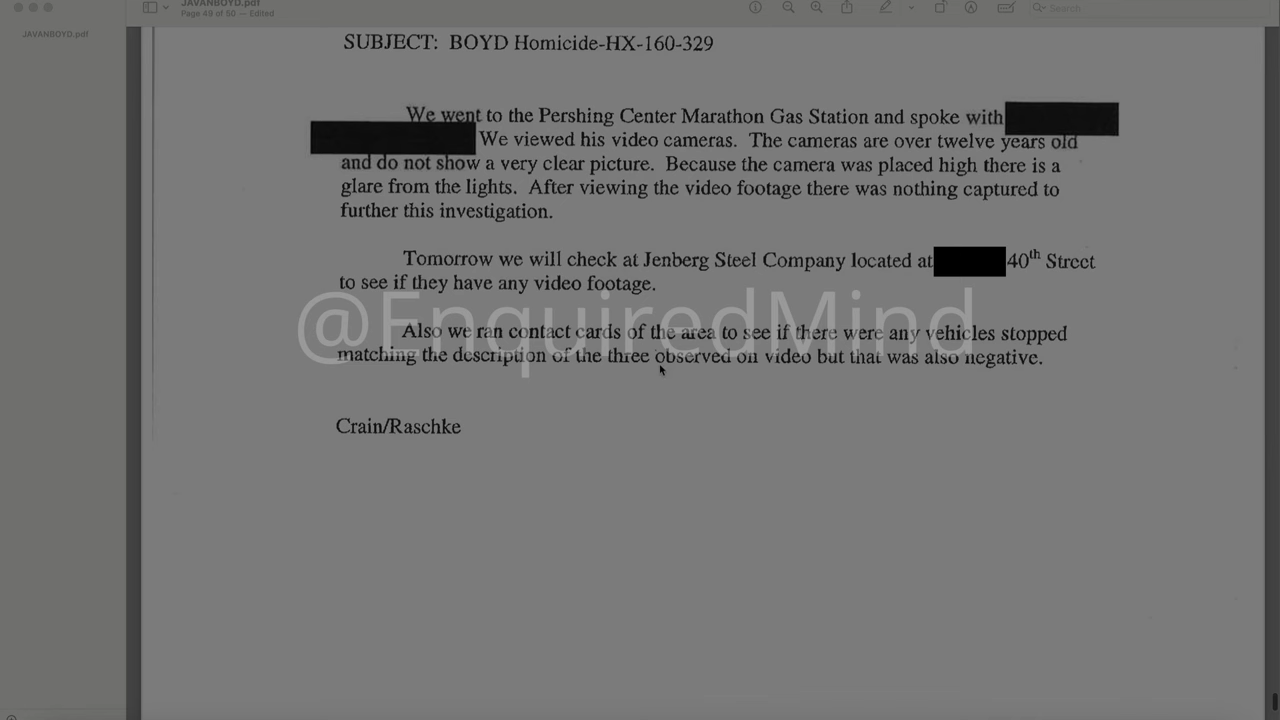 JAVANBOYD.pdf
Page 49 of 50 — Edited
Search
JAVANBOYD.pdf
SUBJECT: BOYD Homicide-HX-160-329
We went to the Pershing Center Marathon Gas Station and spoke with
We viewed his video cameras. The cameras are over twelve years old
and do not show a very clear picture. Because the camera was placed high there is a
glare from the lights. After viewing the video footage there was nothing captured to
further this investigation.
Tomorrow we will check at Jenberg Steel Company located at 40th Street
to see if they have any video footage.
@EnquiredMind
Also we ran contact cards of the area to see if there were any vehicles stopped
matching the description of the three observed on video but that was also negative.
Crain/Raschke